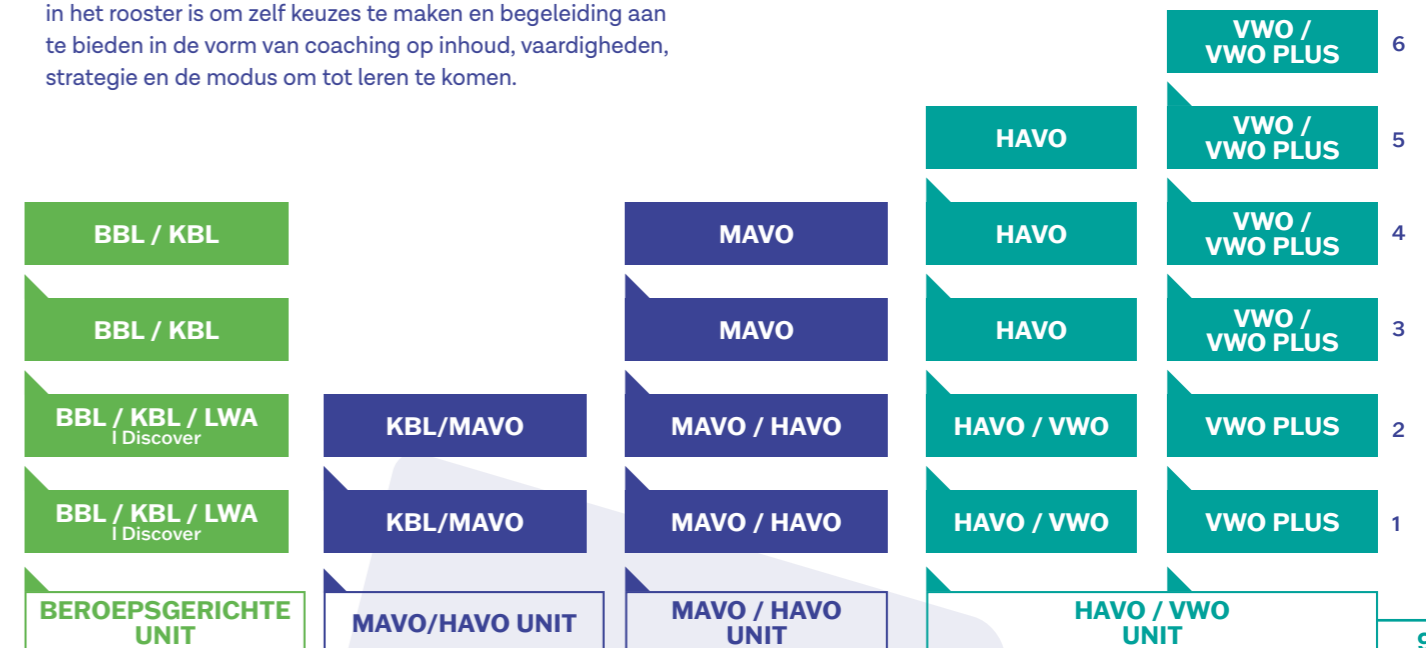 in het rooster is om zelf keuzes te maken en begeleiding aan
te bieden in de vorm van coaching op inhoud, vaardigheden,
strategie en de modus om tot leren te komen.
VWO /
VWO PLUS
6
HAVO
VWO /
VWO PLUS
5
BBL / KBL
MAVO
HAVO
VWO /
VWO PLUS
4
BBL / KBL
MAVO
HAVO
VWO /
VWO PLUS
3
BBL / KBL / LWA
I Discover
KBL/MAVO
MAVO / HAVO
HAVO / VWO
VWO PLUS
2
BBL / KBL / LWA
I Discover
KBL/MAVO
MAVO / HAVO
HAVO / VWO
VWO PLUS
1
BEROEPSGERICHTE
UNIT
MAVO/HAVO UNIT
MAVO / HAVO
UNIT
HAVO / VWO
UNIT